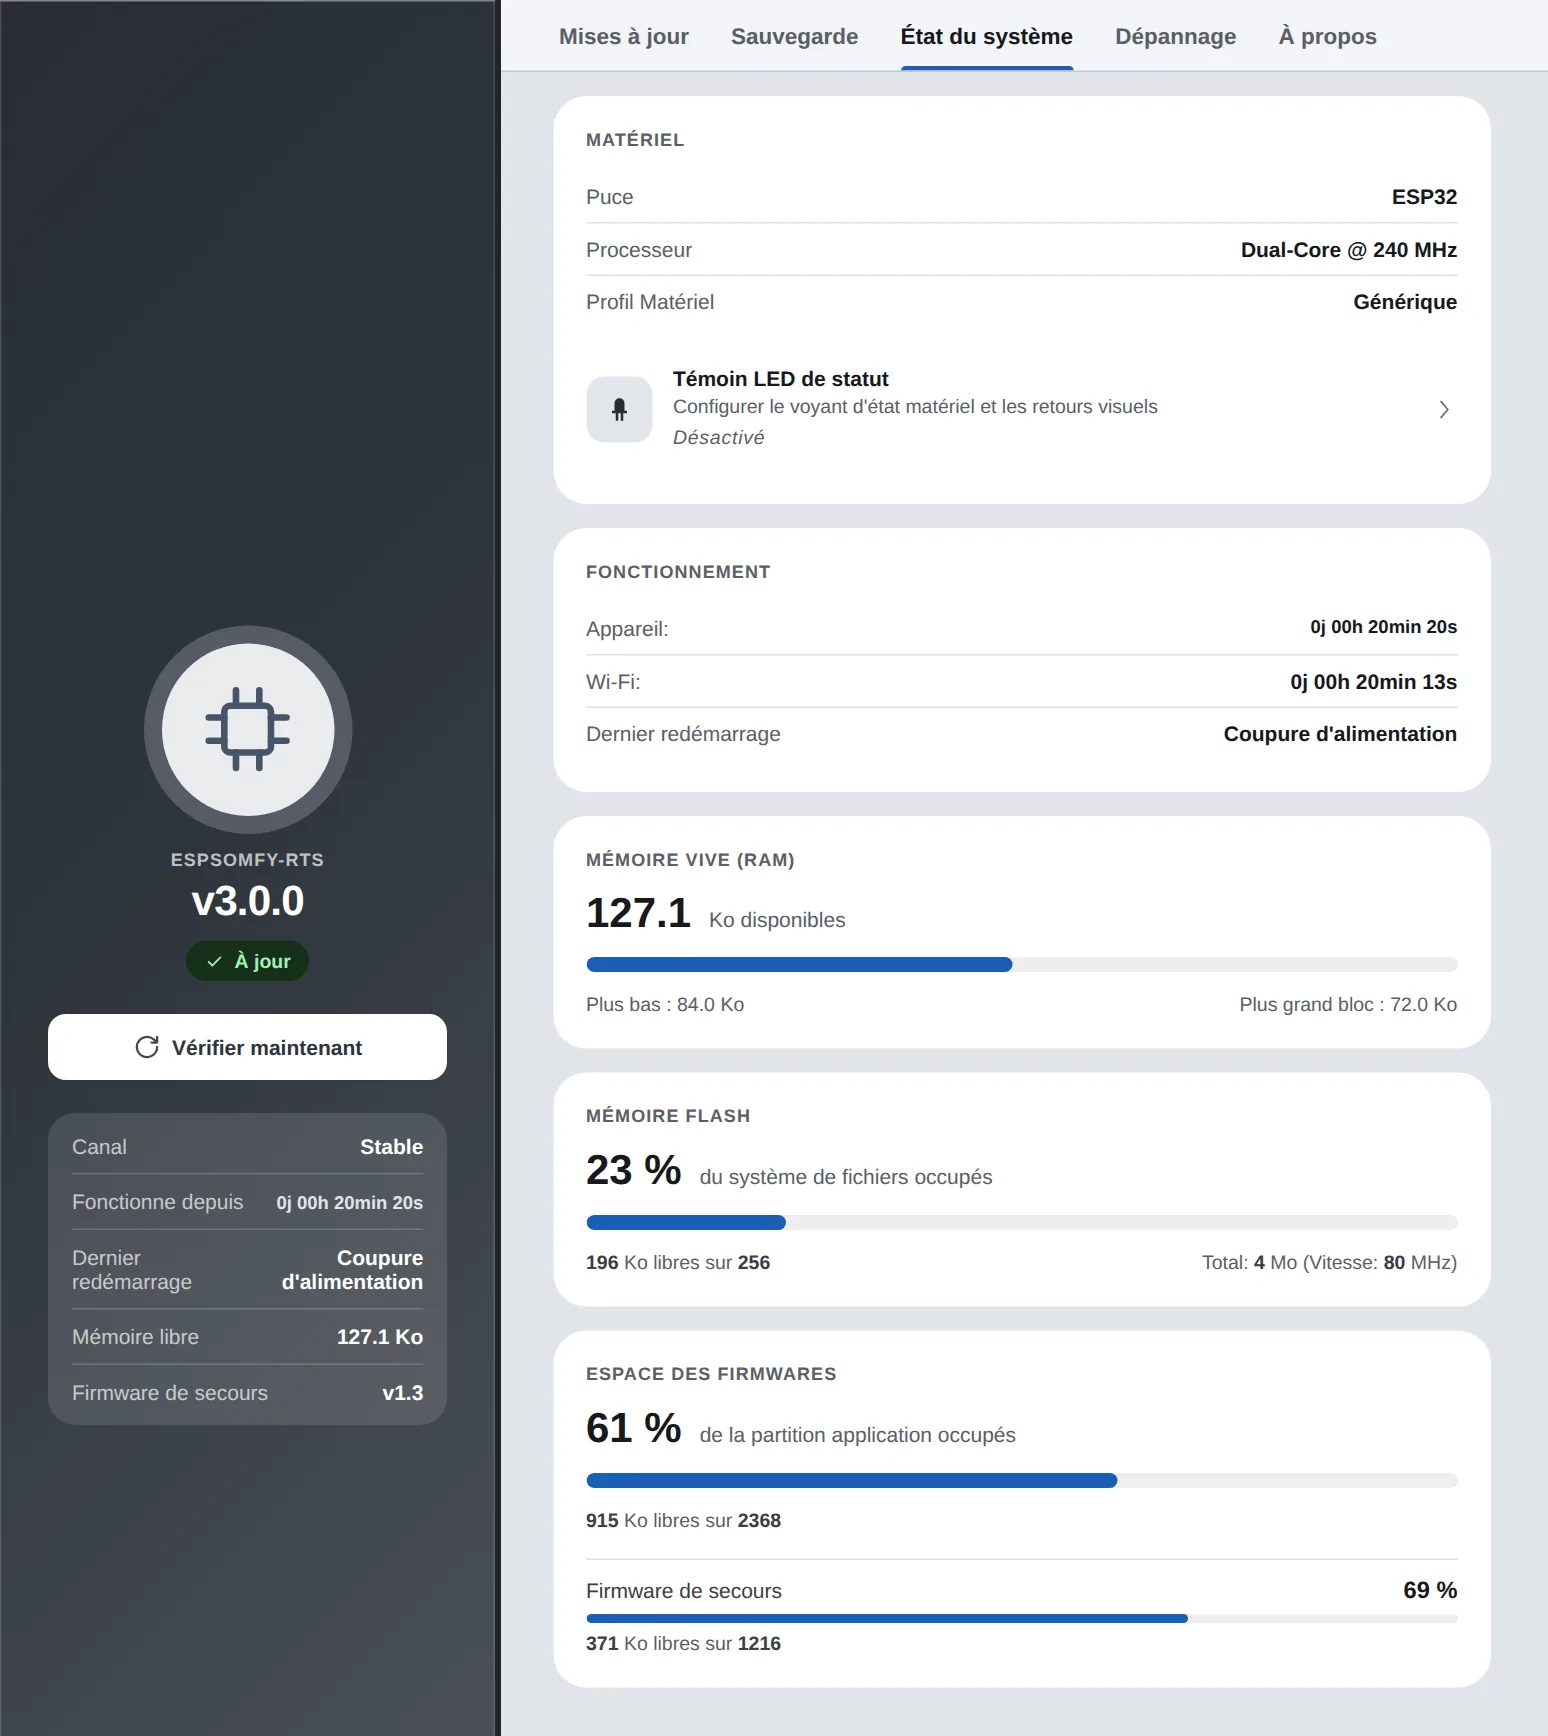 ESPSOMFY-RTS
v3.0.0
À jour
Vérifier maintenant
Canal Stable
Fonctionne depuis 0j 00h 20min 20s
Dernier redémarrage Coupure d'alimentation
Mémoire libre 127.1 Ko
Firmware de secours v1.3
Mises à jour Sauvegarde État du système Dépannage À propos
MATÉRIEL
Puce ESP32
Processeur Dual-Core @ 240 MHz
Profil Matériel Générique
Témoin LED de statut
Configurer le voyant d'état matériel et les retours visuels
Désactivé
FONCTIONNEMENT
Appareil: 0j 00h 20min 20s
Wi-Fi: 0j 00h 20min 13s
Dernier redémarrage Coupure d'alimentation
MÉMOIRE VIVE (RAM)
127.1 Ko disponibles
Plus bas : 84.0 Ko Plus grand bloc : 72.0 Ko
MÉMOIRE FLASH
23 % du système de fichiers occupés
196 Ko libres sur 256 Total: 4 Mo (Vitesse: 80 MHz)
ESPACE DES FIRMWARES
61 % de la partition application occupés
915 Ko libres sur 2368
Firmware de secours 69 %
371 Ko libres sur 1216